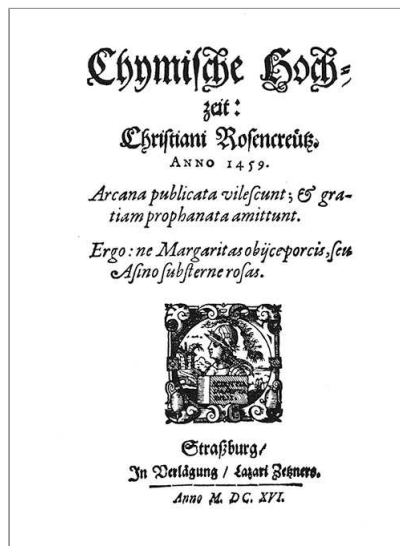 Chymische Hoch-
zeit:
Christiani Rosencreütz.
ANNO 1459.
Arcana publicata vilescunt; & gra-
tiam prophanata amittunt.
Ergo: ne Margaritas obijce porcis, seu
Asino substerne rosas.
Straßburg/
In Verlägung / Lazari Zetzners.
Anno M. DC. XVI.